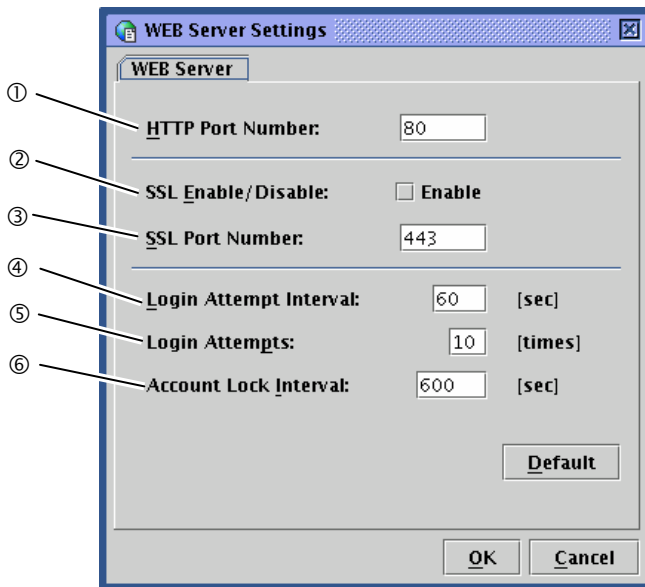 WEB Server Settings
WEB Server
① HTTP Port Number: 80
② SSL Enable/Disable: Enable
③ SSL Port Number: 443
④ Login Attempt Interval: 60 [sec]
⑤ Login Attempts: 10 [times]
⑥ Account Lock Interval: 600 [sec]
Default
OK Cancel